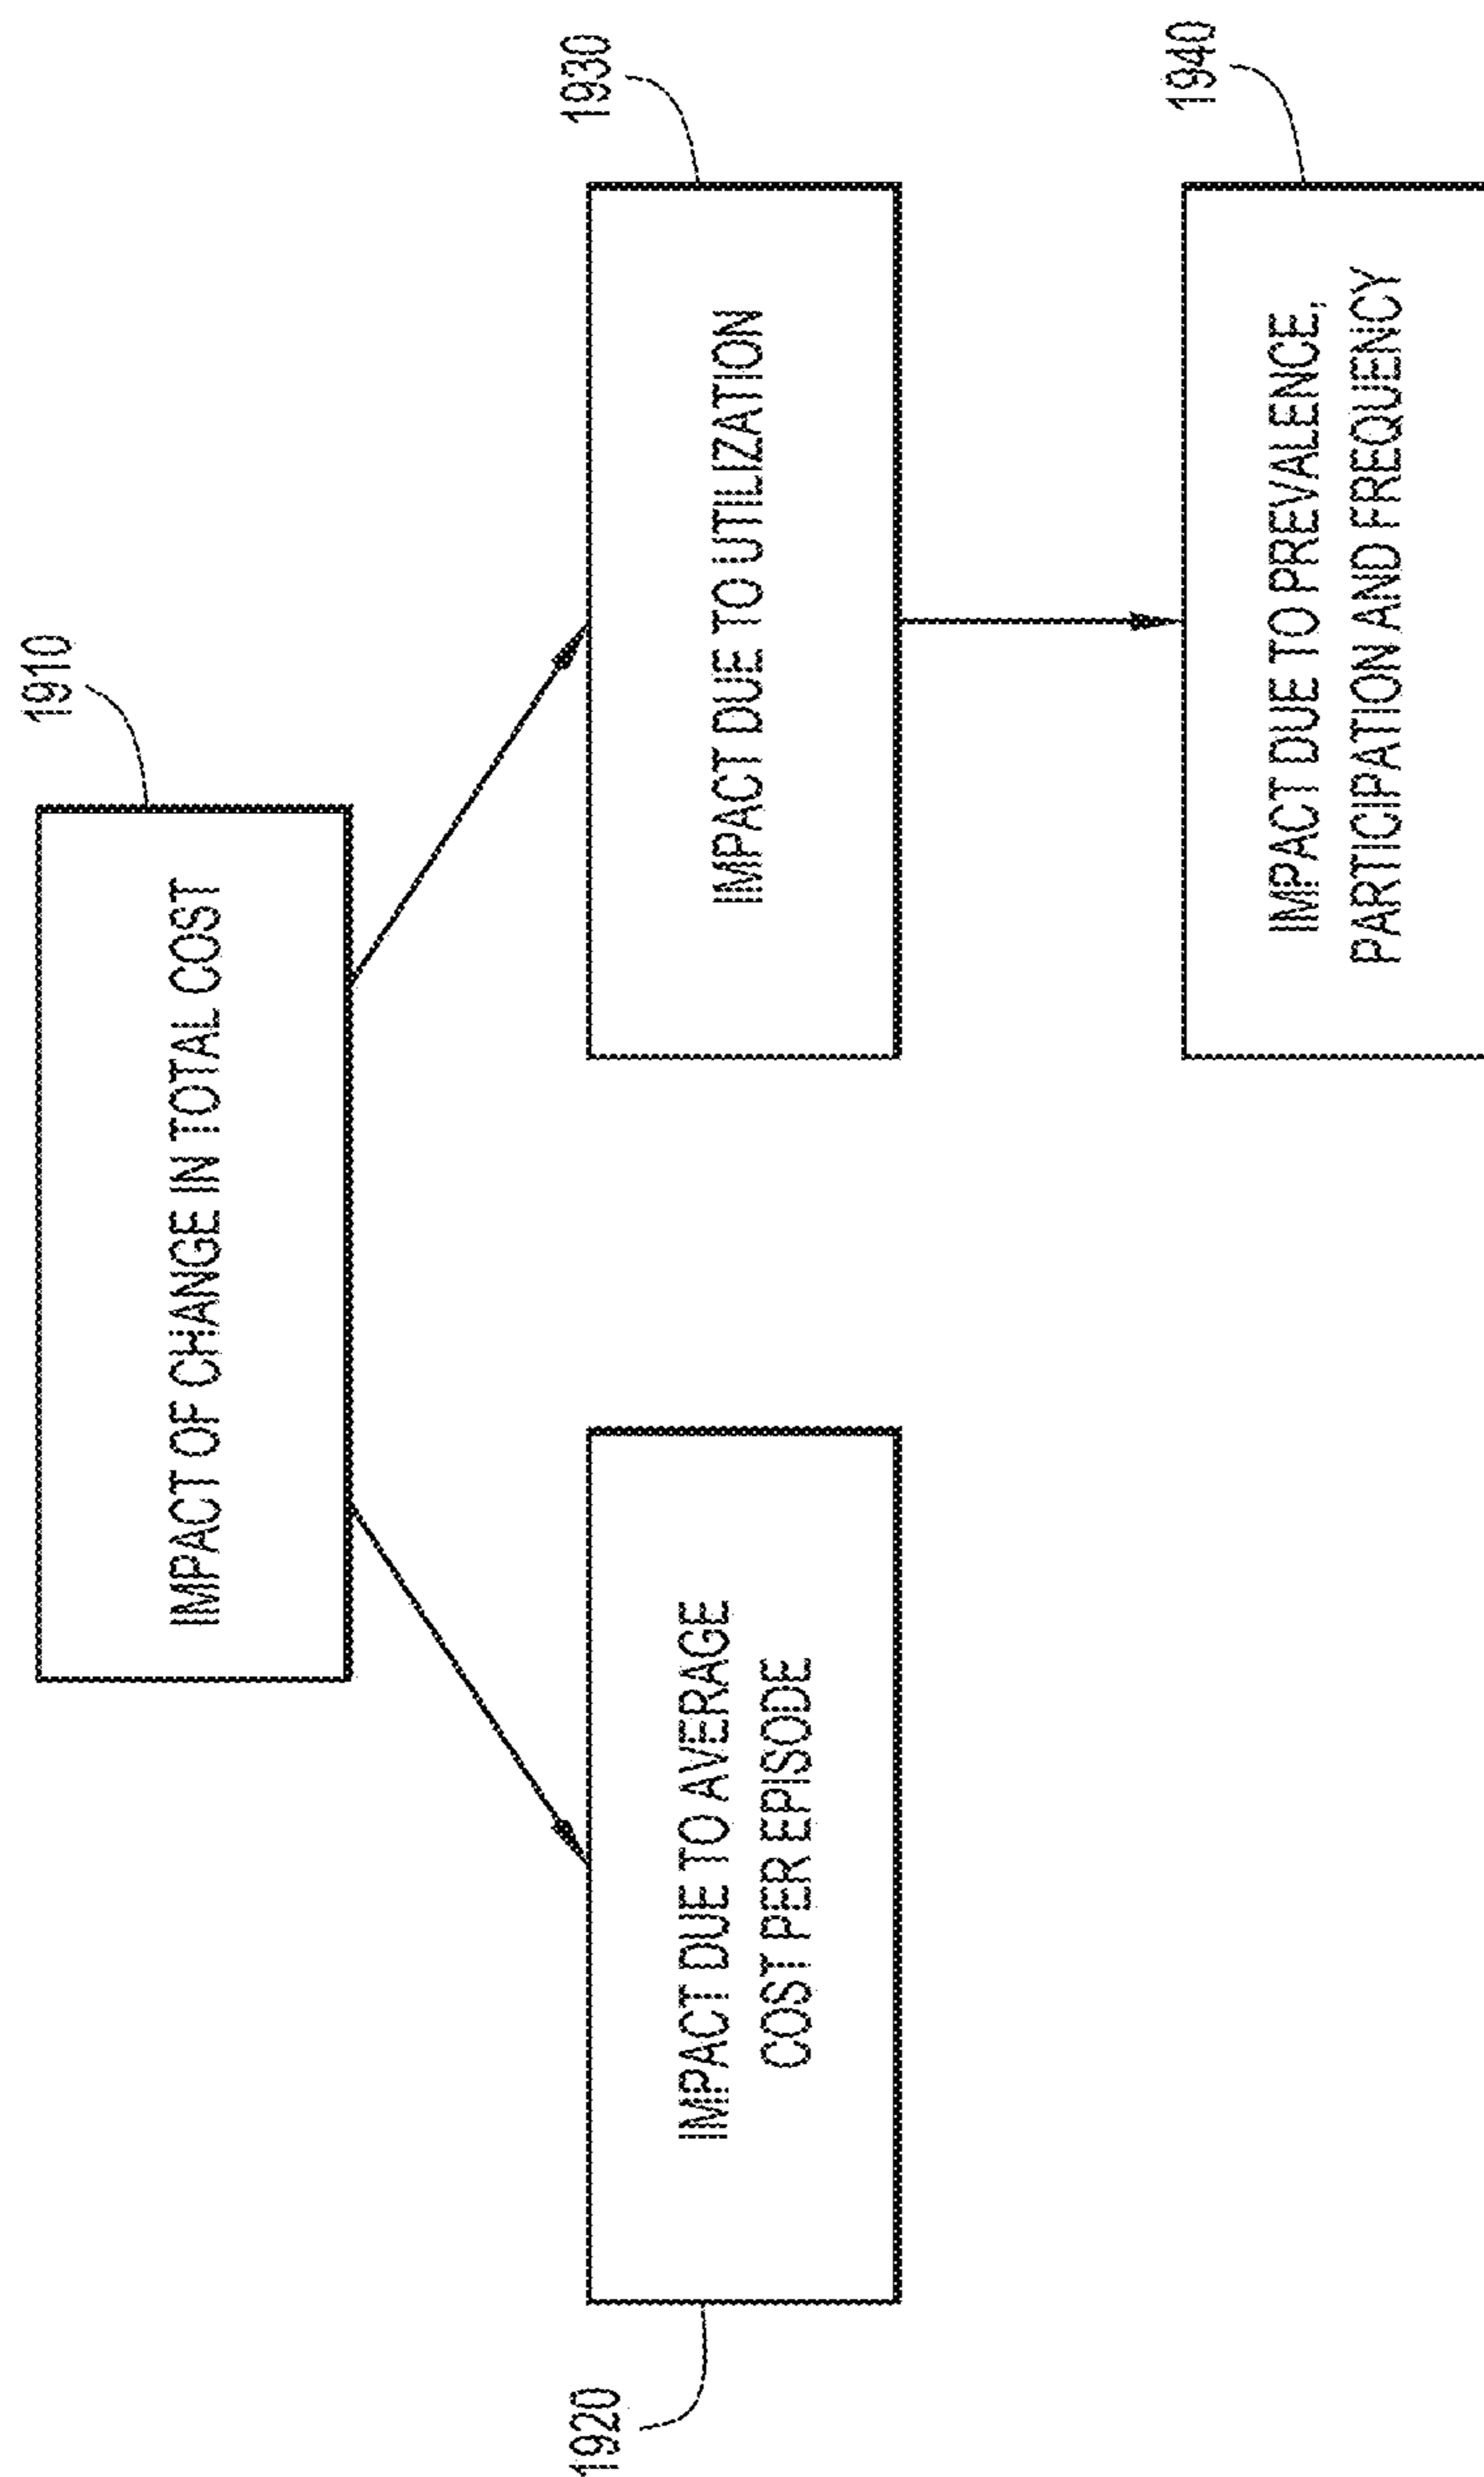 1910
IMPACT OF CHANGE IN TOTAL COST
1920
IMPACT DUE TO AVERAGE
COST PER EPISODE
1930
IMPACT DUE TO UTILIZATION
1940
IMPACT DUE TO PREVALENCE,
PARTICIPATION AND FREQUENCY